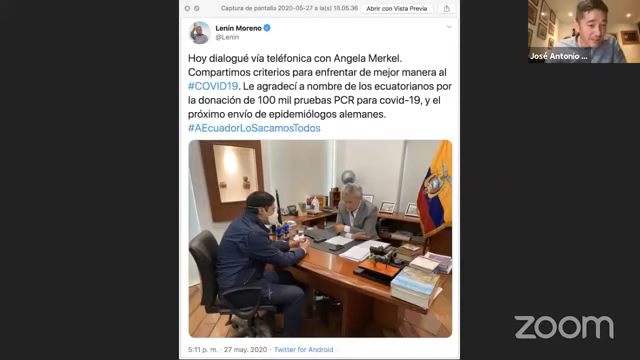 Captura de pantalla 2020-05-27 a la(s) 18.05.36
Abrir con Vista Previa
Lenín Moreno
@Lenin
Hoy dialogué vía telefónica con Angela Merkel.
Compartimos criterios para enfrentar de mejor manera al
#COVID19. Le agradecí a nombre de los ecuatorianos por
la donación de 100 mil pruebas PCR para covid-19, y el
próximo envío de epidemiólogos alemanes.
#AEcuadorLoSacamosTodos
5:11 p. m. · 27 may. 2020 · Twitter for Android
José Antonio ...
zoom